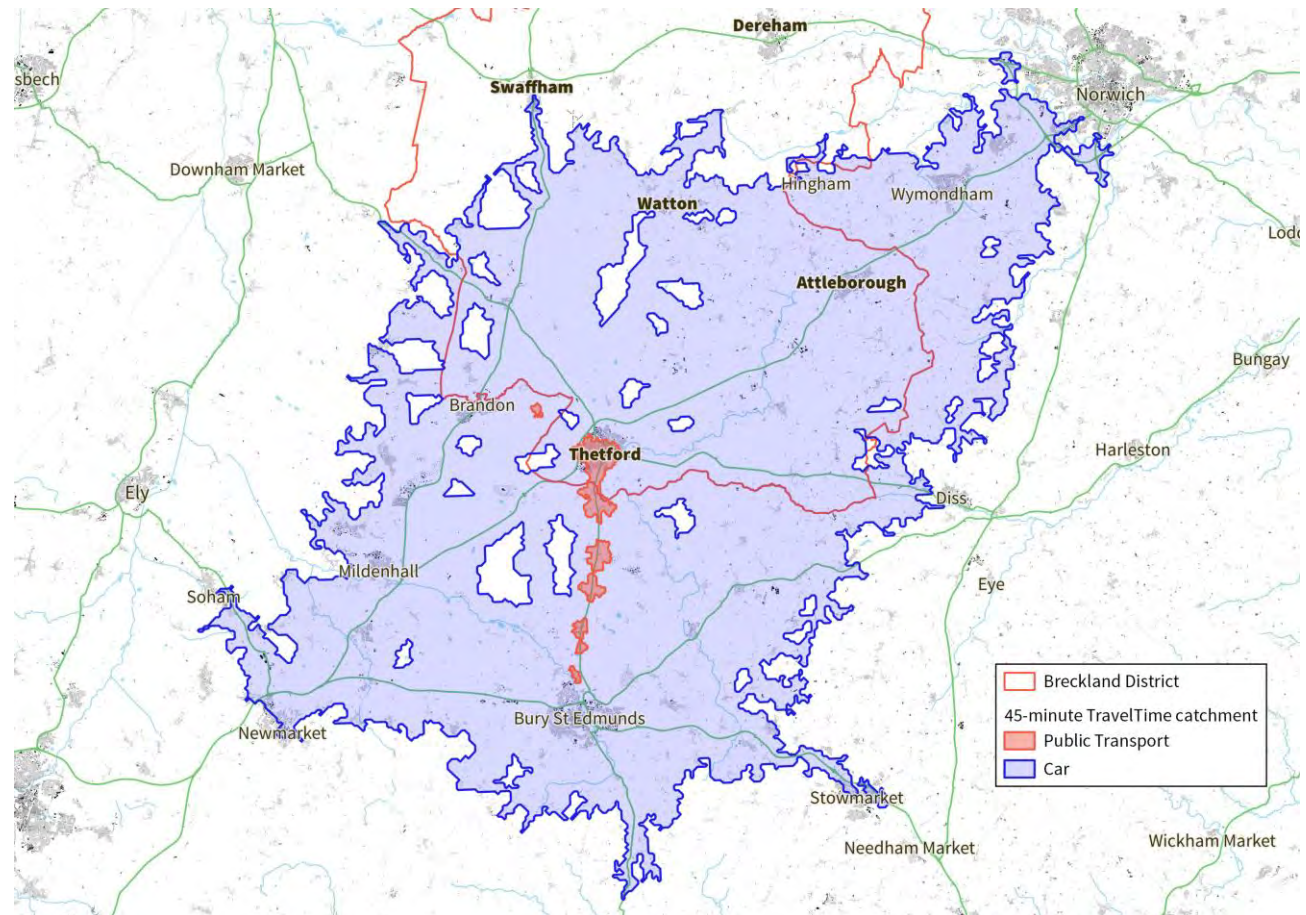 Dereham
sbech
Swaffham
Norwich
Downham Market
Hingham
Wymondham
Watton
Lodd
Attleborough
Bungay
Brandon
Thetford
Harleston
Ely
Diss
Mildenhall
Eye
Soham
Breckland District
45-minute TravelTime catchment
Public Transport
Car
Bury St Edmunds
Newmarket
Stowmarket
Needham Market
Wickham Market